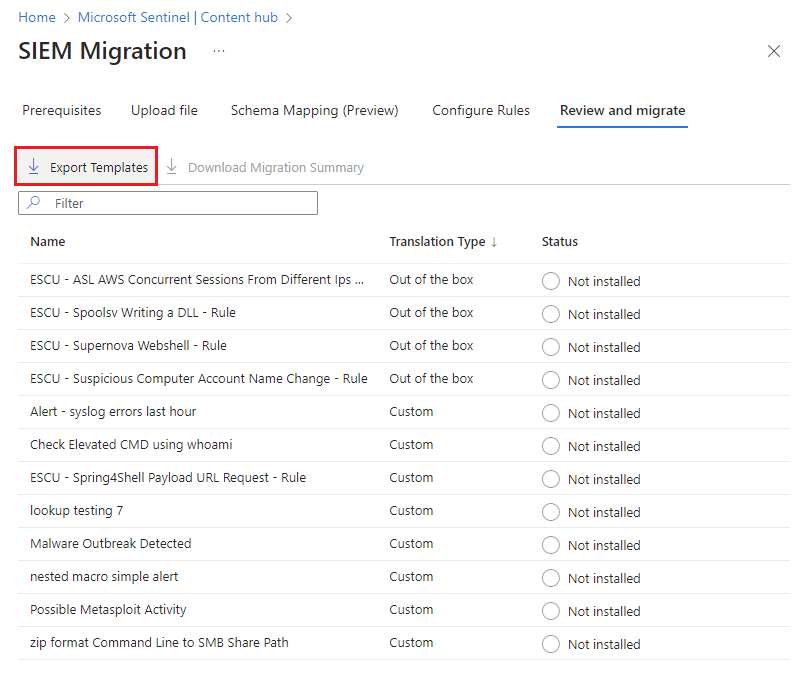 Home > Microsoft Sentinel | Content hub >
SIEM Migration ...
Prerequisites Upload file Schema Mapping (Preview) Configure Rules Review and migrate
Export Templates Download Migration Summary
Filter
Name Translation Type ↓ Status
ESCU - ASL AWS Concurrent Sessions From Different Ips ... Out of the box Not installed
ESCU - Spoolsv Writing a DLL - Rule Out of the box Not installed
ESCU - Supernova Webshell - Rule Out of the box Not installed
ESCU - Suspicious Computer Account Name Change - Rule Out of the box Not installed
Alert - syslog errors last hour Custom Not installed
Check Elevated CMD using whoami Custom Not installed
ESCU - Spring4Shell Payload URL Request - Rule Custom Not installed
lookup testing 7 Custom Not installed
Malware Outbreak Detected Custom Not installed
nested macro simple alert Custom Not installed
Possible Metasploit Activity Custom Not installed
zip format Command Line to SMB Share Path Custom Not installed